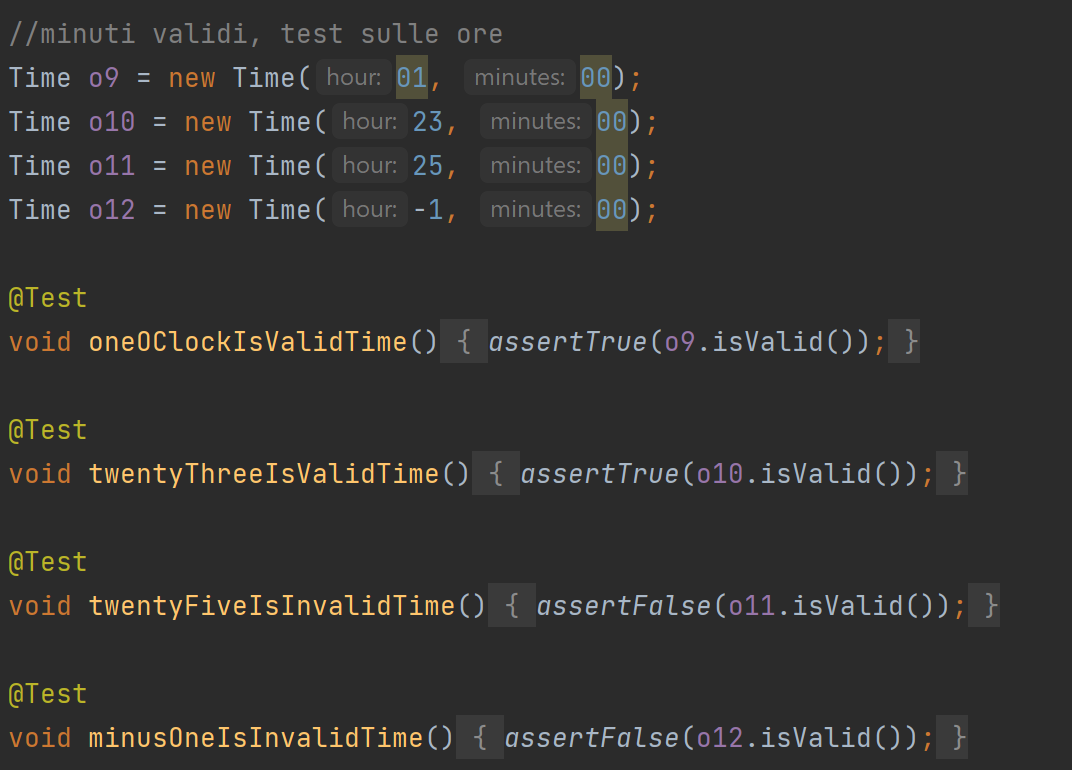 //minuti validi, test sulle ore
Time o9 = new Time( hour: 01, minutes: 00);
Time o10 = new Time( hour: 23, minutes: 00);
Time o11 = new Time( hour: 25, minutes: 00);
Time o12 = new Time( hour: -1, minutes: 00);
@Test
void oneOClockIsValidTime() { assertTrue(o9.isValid()); }
@Test
void twentyThreeIsValidTime() { assertTrue(o10.isValid()); }
@Test
void twentyFiveIsInvalidTime() { assertFalse(o11.isValid()); }
@Test
void minusOneIsInvalidTime() { assertFalse(o12.isValid()); }